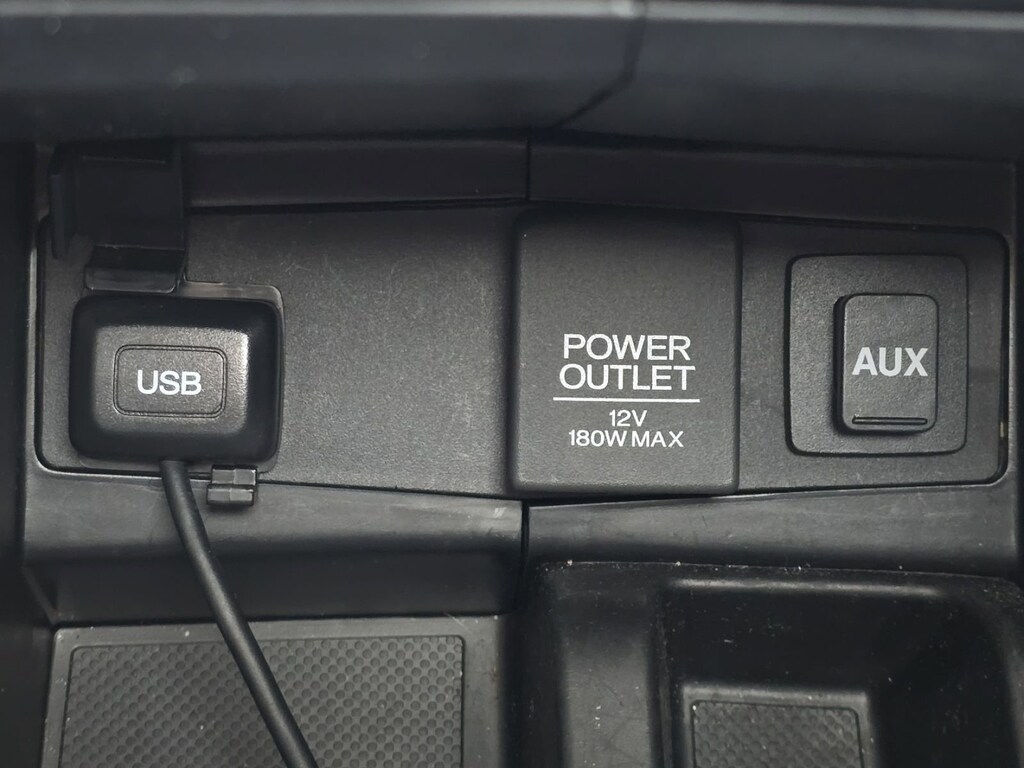 USB
POWER
OUTLET
12V
180W MAX
AUX